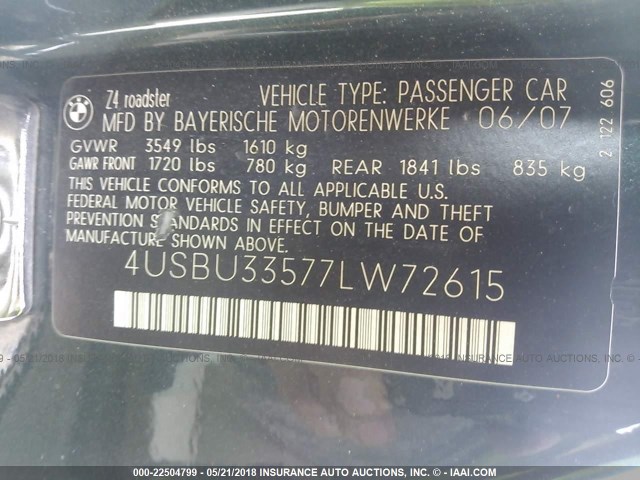 Z4 roadster VEHICLE TYPE: PASSENGER CAR
MFD BY BAYERISCHE MOTORENWERKE 06/07
GVWR 3549 lbs 1610 kg
GAWR FRONT 1720 lbs 780 kg REAR 1841 lbs 835 kg
THIS VEHICLE CONFORMS TO ALL APPLICABLE U.S.
FEDERAL MOTOR VEHICLE SAFETY, BUMPER AND THEFT
PREVENTION STANDARDS IN EFFECT ON THE DATE OF
MANUFACTURE SHOWN ABOVE.
4USBU33577LW72615
2 122 606
000-22504799 - 05/21/2018 INSURANCE AUTO AUCTIONS, INC. - © - IAAI.COM